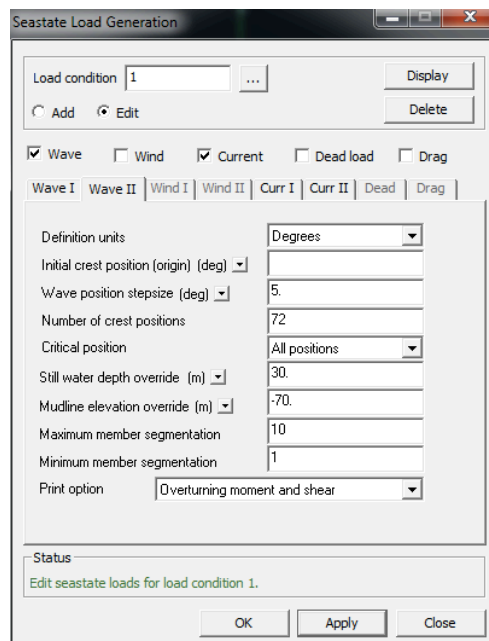 Seastate Load Generation
Load condition 1 ... Display
Add Edit Delete
Wave Wind Current Dead load Drag
Wave I Wave II Wind I Wind II Curr I Curr II Dead Drag
Definition units Degrees
Initial crest position (origin) (deg)
Wave position stepsize (deg) 5.
Number of crest positions 72
Critical position All positions
Still water depth override (m) 30.
Mudline elevation override (m) -70.
Maximum member segmentation 10
Minimum member segmentation 1
Print option Overturning moment and shear
Status
Edit seastate loads for load condition 1.
OK Apply Close